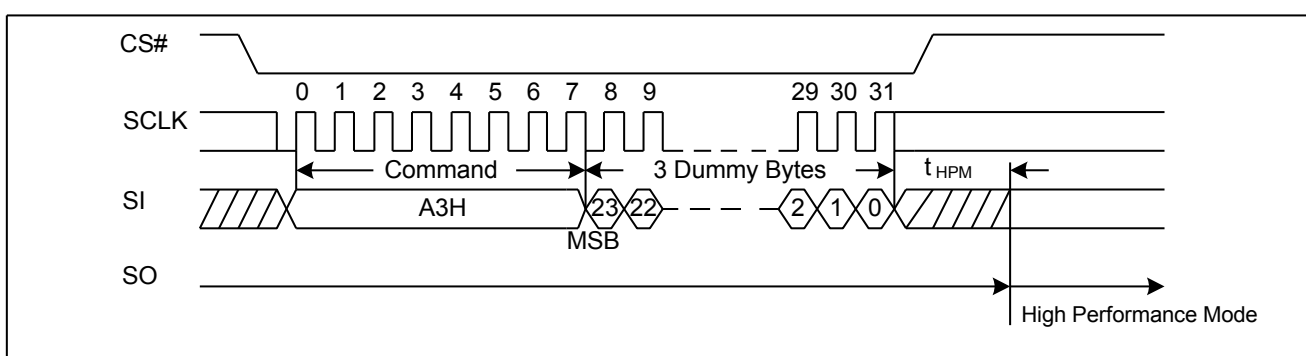 CS#
0 1 2 3 4 5 6 7 8 9 29 30 31
SCLK
Command 3 Dummy Bytes tHPM
SI A3H 23 22 2 1 0
MSB
SO
High Performance Mode